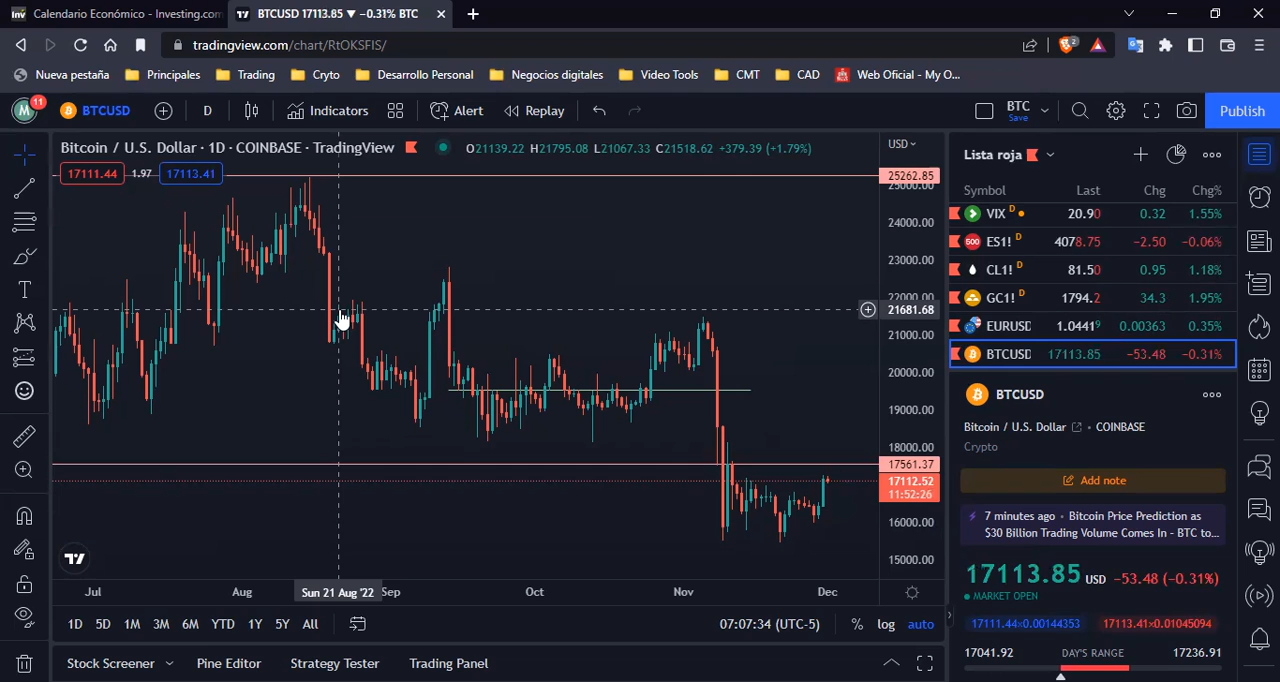 Calendario Económico - Investing.com
BTCUSD 17113.85 ▼ −0.31% BTC
tradingview.com/chart/RtOKSFIS/
2
Nueva pestaña Principales Trading Cryto Desarrollo Personal Negocios digitales Video Tools CMT CAD Web Oficial - My O...
M 11 BTCUSD D Indicators Alert Replay BTC Save Publish
Bitcoin / U.S. Dollar · 1D · COINBASE · TradingView O21139.22 H21795.08 L21067.33 C21518.62 +379.39 (+1.79%)
17111.44 1.97 17113.41
USD
25262.85
25000.00
24000.00
23000.00
22000.00
21681.68
21000.00
20000.00
19000.00
18000.00
17561.37
17112.52
11:52:26
16000.00
15000.00
Jul Aug Sun 21 Aug '22 Sep Oct Nov Dec
1D 5D 1M 3M 6M YTD 1Y 5Y All 07:07:34 (UTC-5) % log auto
Stock Screener Pine Editor Strategy Tester Trading Panel
Lista roja
Symbol Last Chg Chg%
VIX D 20.90 0.32 1.55%
500 ES1! D 4078.75 −2.50 −0.06%
CL1! D 81.50 0.95 1.18%
GC1! D 1794.2 34.3 1.95%
EURUSD 1.04419 0.00363 0.35%
BTCUSD 17113.85 −53.48 −0.31%
BTCUSD
Bitcoin / U.S. Dollar • COINBASE
Crypto
Add note
7 minutes ago • Bitcoin Price Prediction as
$30 Billion Trading Volume Comes In - BTC to...
17113.85 USD −53.48 (−0.31%)
MARKET OPEN
17111.44×0.00144353 17113.41×0.01045094
17041.92 DAY'S RANGE 17236.91